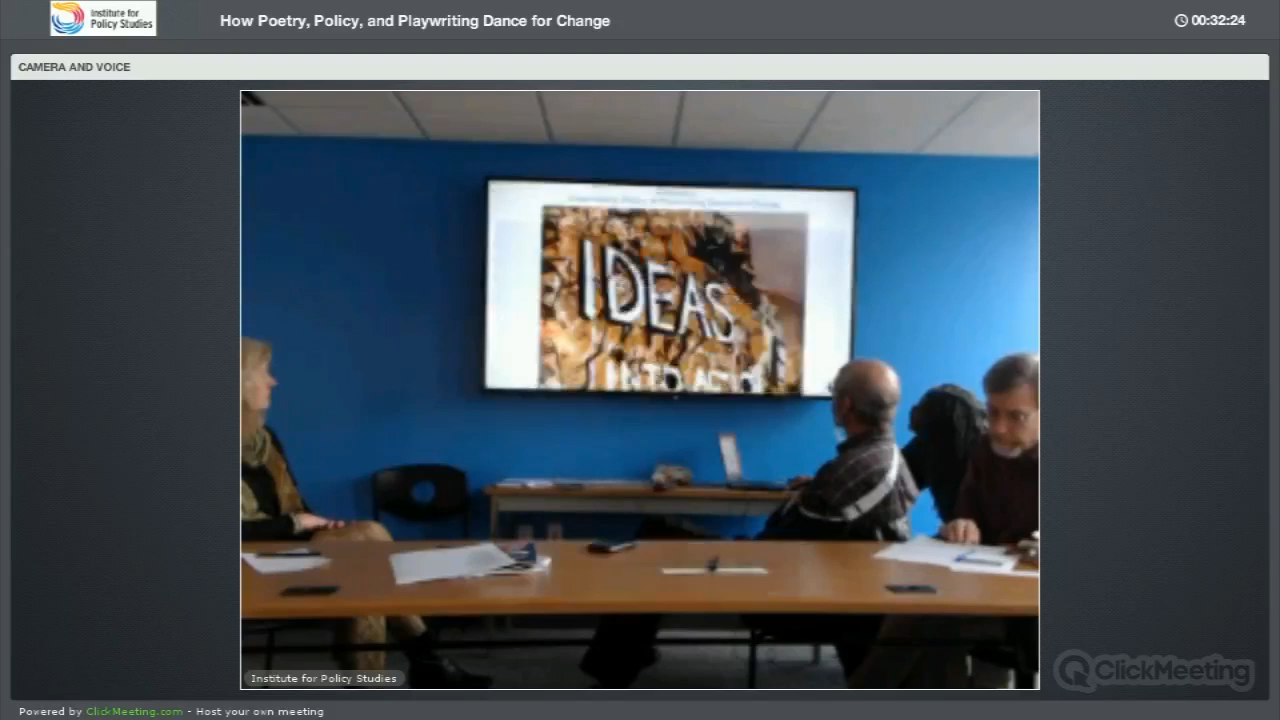 Institute for
Policy Studies
How Poetry, Policy, and Playwriting Dance for Change
00:32:24
CAMERA AND VOICE
IDEAS
INTO
Institute for Policy Studies
ClickMeeting
Powered by ClickMeeting.com - Host your own meeting